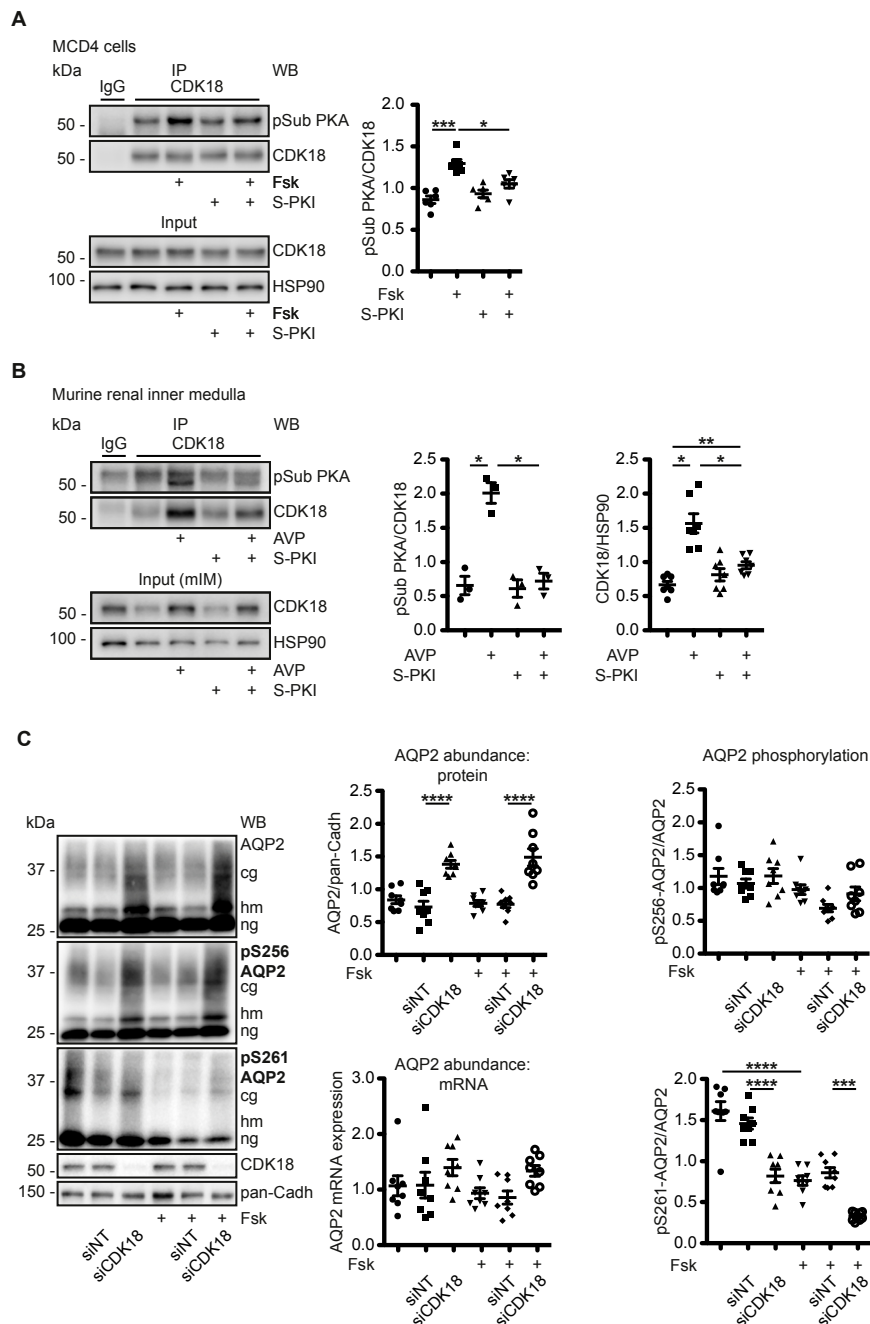 A
MCD4 cells
kDa IP WB
IgG CDK18
50 - pSub PKA
50 - CDK18
+ + Fsk
+ + S-PKI
Input
50 - CDK18
100 - HSP90
+ + Fsk
+ + S-PKI
pSub PKA/CDK18
2.0
1.5
1.0
0.5
0.0
*** *
Fsk + +
S-PKI + +
B
Murine renal inner medulla
kDa IP WB
IgG CDK18
50 - pSub PKA
50 - CDK18
+ + AVP
+ + S-PKI
Input (mIM)
50 - CDK18
100 - HSP90
+ + AVP
+ + S-PKI
pSub PKA/CDK18
2.5
2.0
1.5
1.0
0.5
0.0
* *
AVP + +
S-PKI + +
CDK18/HSP90
2.5
2.0
1.5
1.0
0.5
0.0
**
* *
AVP + +
S-PKI + +
C
kDa WB
AQP2
37 - cg
hm
25 - ng
pS256
AQP2
37 - cg
hm
25 - ng
pS261
AQP2
37 - cg
hm
25 - ng
50 - CDK18
150 - pan-Cadh
+ + + Fsk
siNT siNT
siCDK18 siCDK18
AQP2 abundance:
protein
AQP2/pan-Cadh
2.5
2.0
1.5
1.0
0.5
0.0
**** ****
Fsk + + +
siNT siNT
siCDK18 siCDK18
AQP2 phosphorylation
pS256-AQP2/AQP2
2.5
2.0
1.5
1.0
0.5
0.0
Fsk + + +
siNT siNT
siCDK18 siCDK18
AQP2 abundance:
mRNA
AQP2 mRNA expression
3.0
2.0
1.0
0.0
Fsk + + +
siNT siNT
siCDK18 siCDK18
pS261-AQP2/AQP2
2.0
1.5
1.0
0.5
0.0
****
**** ***
Fsk + + +
siNT siNT
siCDK18 siCDK18